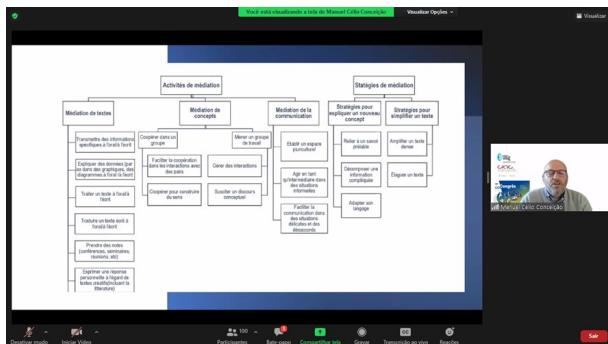 Você está visualizando a tela de Manuel Célio Conceição
Visualizar Opções
Visualizar
Activités de médiation
Stratégies de médiation
Médiation de textes
Médiation de
concepts
Médiation de la
communication
Stratégies pour
expliquer un nouveau
concept
Stratégies pour
simplifier un texte
Transmettre des informations
spécifiques à l'oral/à l'écrit
Expliquer des données (par
ex dans des graphiques, des
diagrammes à l'oral/à l'écrit
Traiter un texte à l'oral/à
l'écrit
Traduire un texte écrit à
l'oral/à l'écrit
Prendre des notes
(conférences, séminaires,
réunions, etc)
Exprimer une réponse
personnelle à l'égard de
textes créatifs(incluant la
littérature)
Coopérer dans un
groupe
Faciliter la coopération
dans les interactions avec
des pairs
Coopérer pour construire
du sens
Mener un groupe
de travail
Gérer des interactions
Susciter un discours
conceptuel
Etablir un espace
pluriculturel
Agir en tant
qu'intermédiaire dans
des situations
informelles
Faciliter la
communication dans
des situations
délicates et des
désaccords
Relier à un savoir
préalable
Décomposer une
information
compliquée
Adapter son
langage
Amplifier un texte
dense
Élaguer un texte
Manuel Célio Conceição
Desativar mudo
Iniciar Vídeo
100
Participantes
Bate-papo
Compartilhar tela
Gravar
Transcrição ao vivo
Reações
Sair